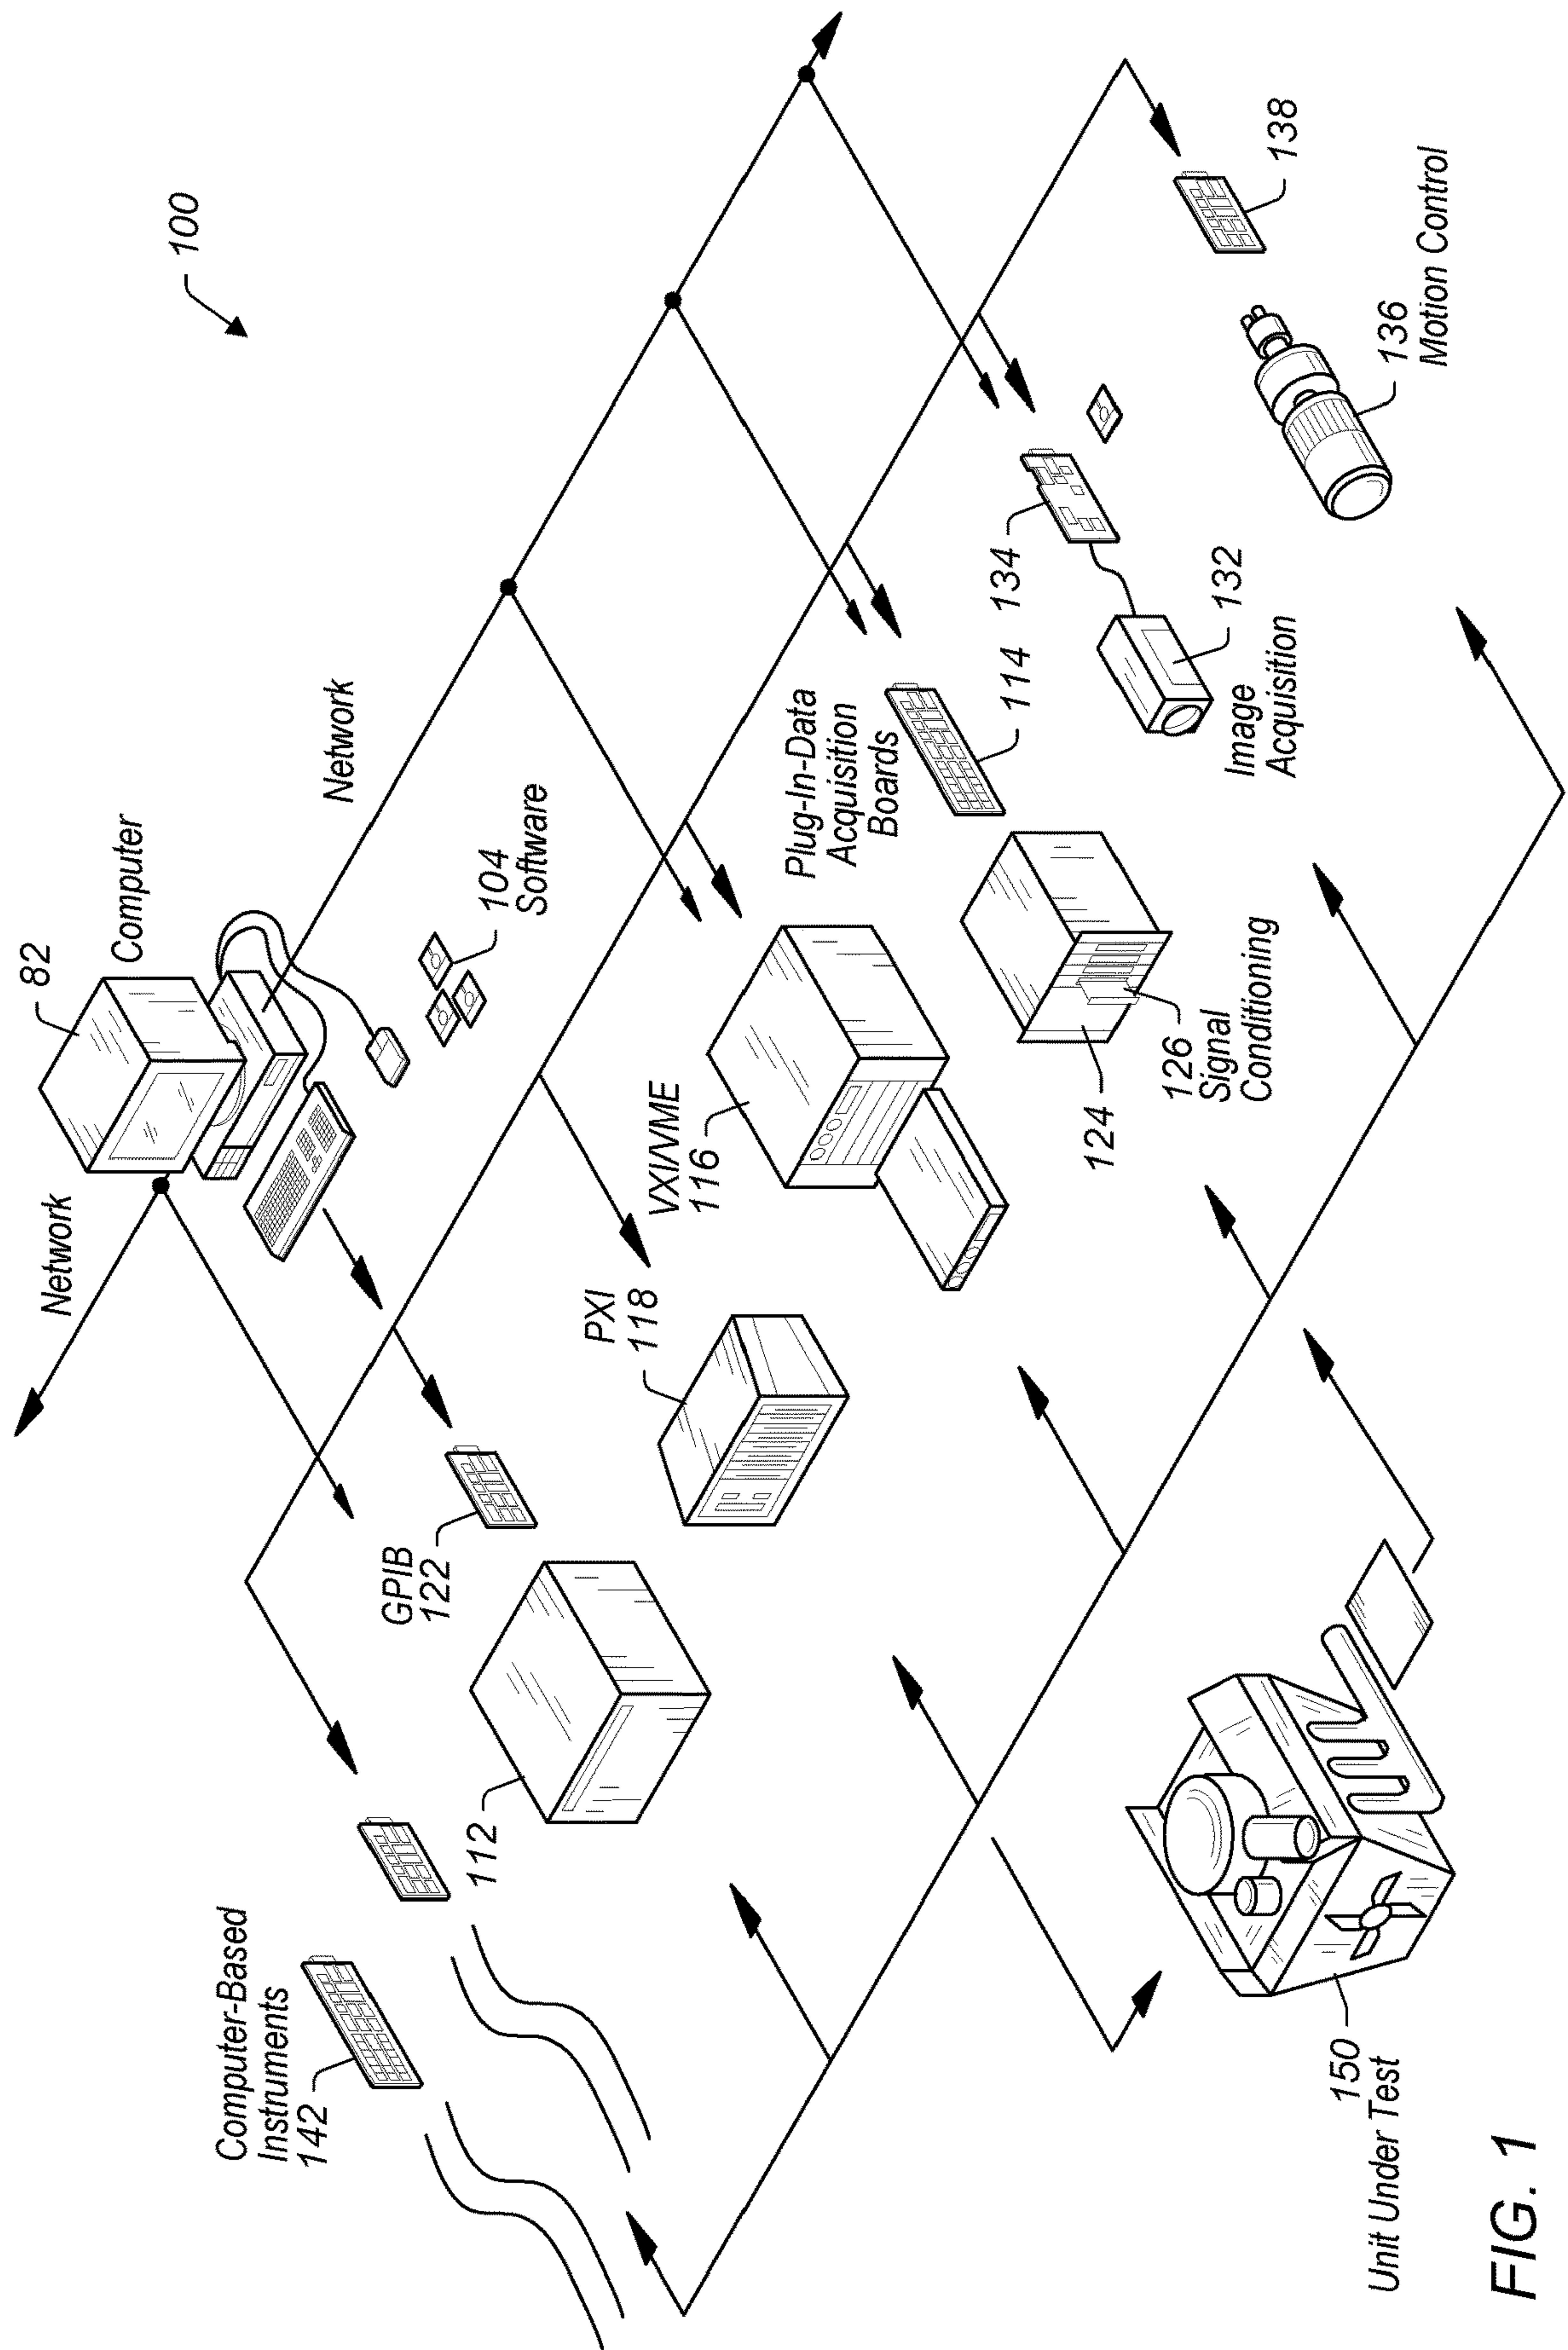 82
Network
Computer
100
Computer-Based
Instruments
142
Network
GPIB
122
112
104
Software
PXI
118
VXI/VME
116
Plug-In-Data
Acquisition
Boards
114
134
124
126
Signal
Conditioning
132
Image
Acquisition
138
136
Motion Control
150
Unit Under Test
FIG. 1